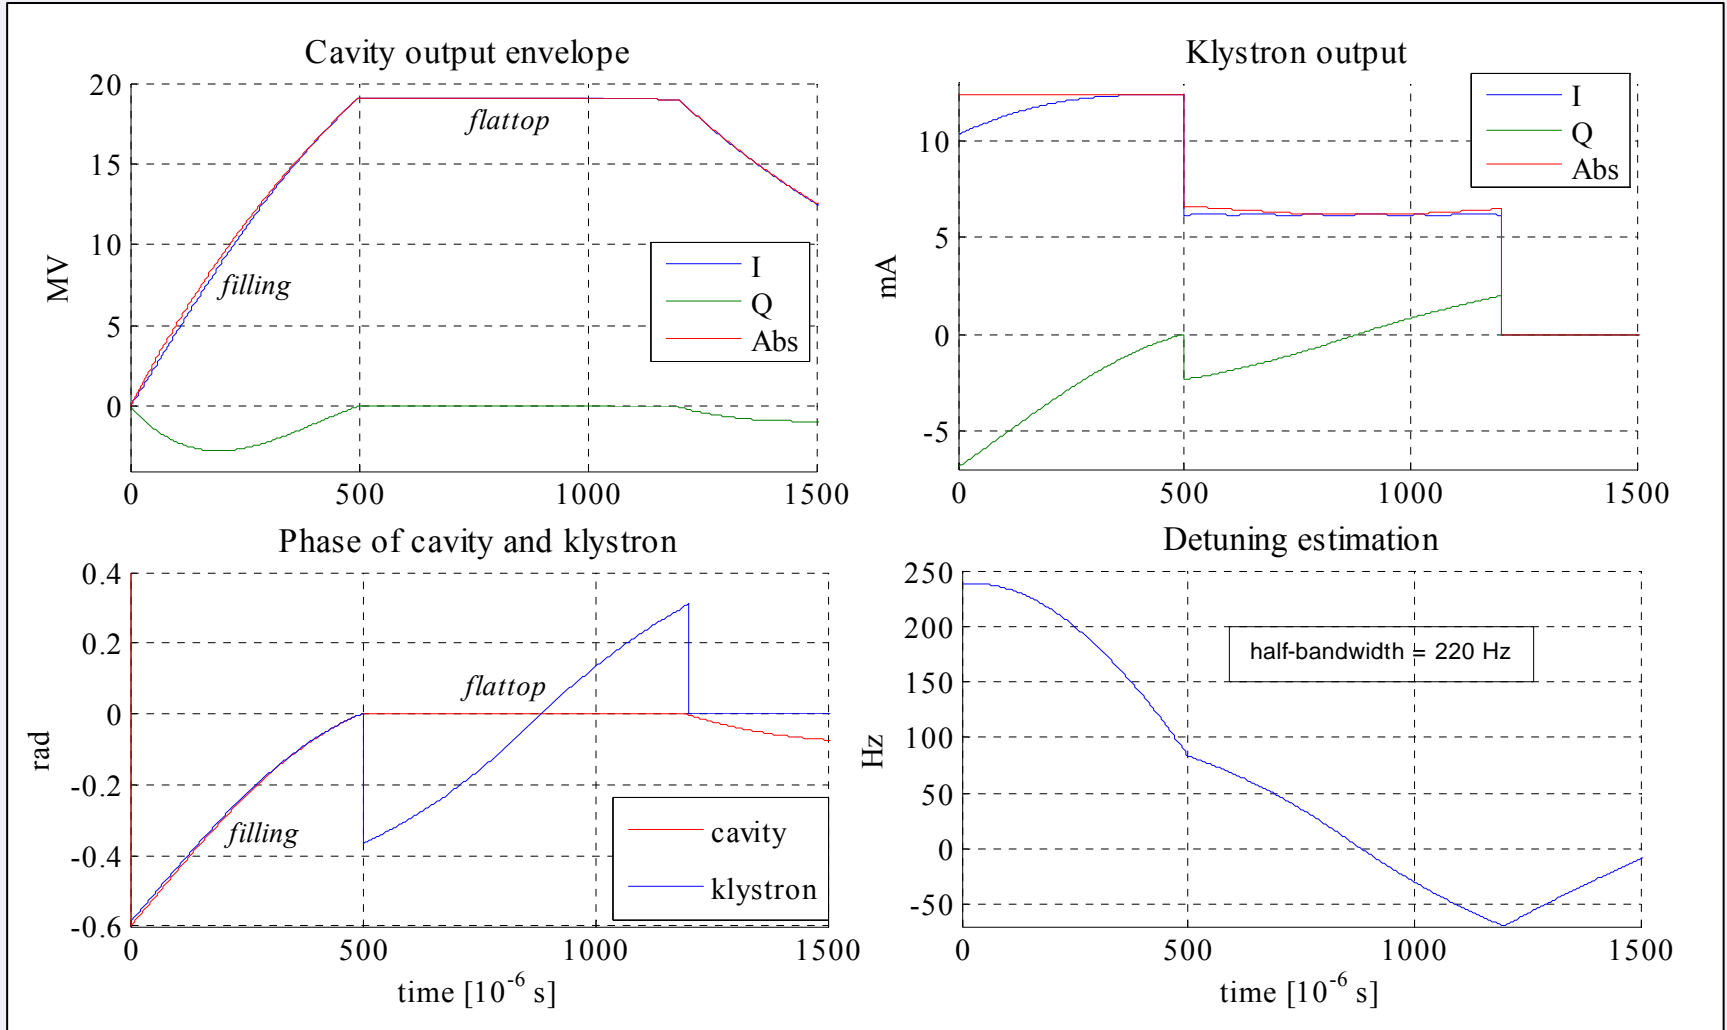 Cavity output envelope
20
15
10
5
0
MV
flattop
filling
I
Q
Abs
0
500
1000
1500
Klystron output
10
5
0
-5
mA
I
Q
Abs
0
500
1000
1500
Phase of cavity and klystron
0.4
0.2
0
-0.2
-0.4
-0.6
rad
flattop
filling
cavity
klystron
0
500
1000
1500
time [10-6 s]
Detuning estimation
250
200
150
100
50
0
-50
Hz
half-bandwidth = 220 Hz
0
500
1000
1500
time [10-6 s]